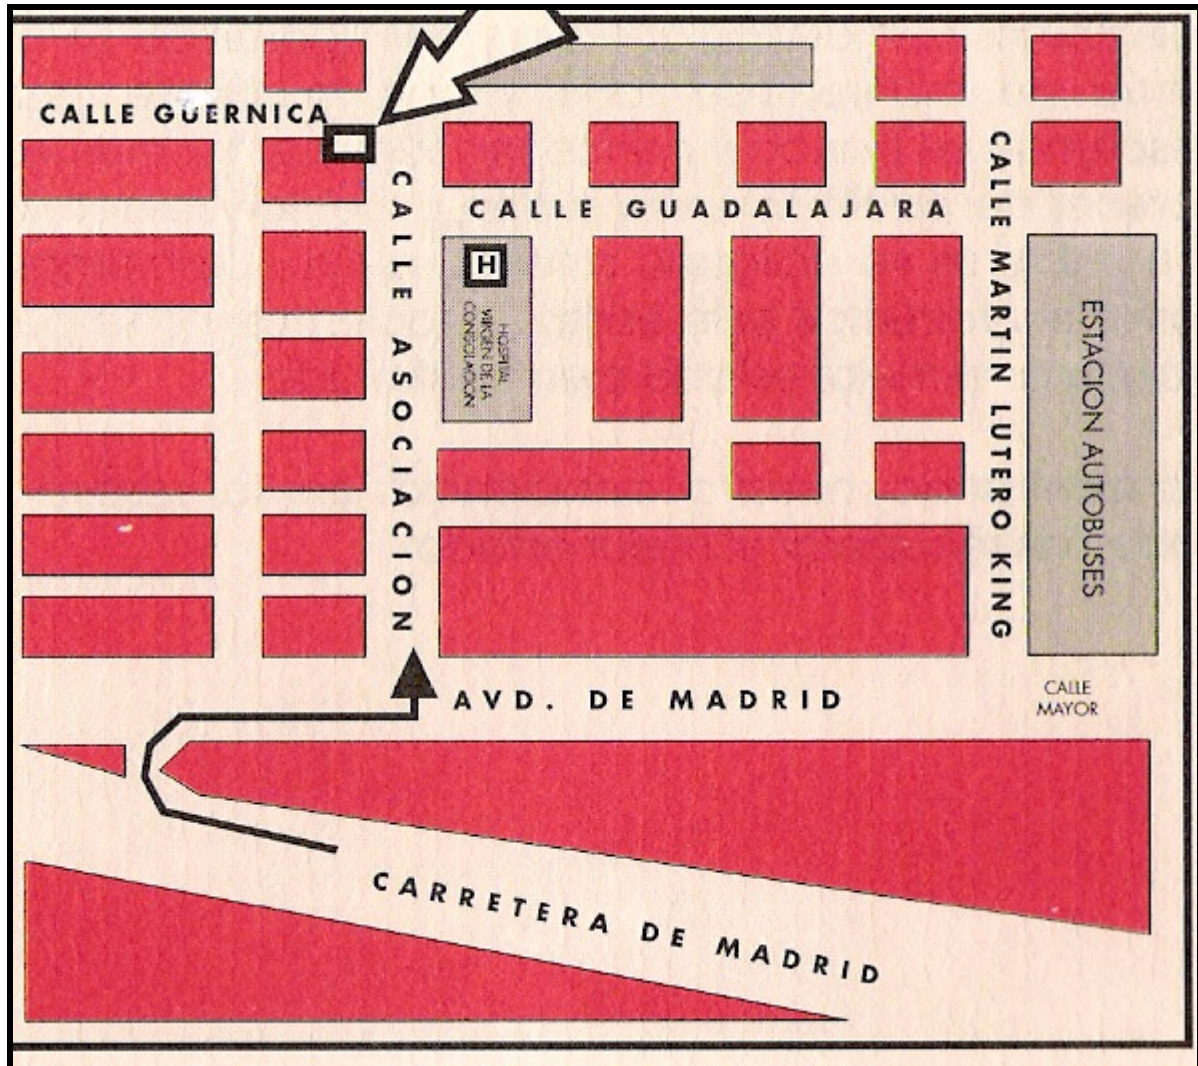 CALLE GUERNICA
CALLE GUADALAJARA
CALLE ASOCIACION
CALLE MARTIN LUTERO KING
H
HOSPITAL
VIRGEN DE LA
CONSOLACION
ESTACION AUTOBUSES
AVD. DE MADRID
CALLE
MAYOR
CARRETERA DE MADRID